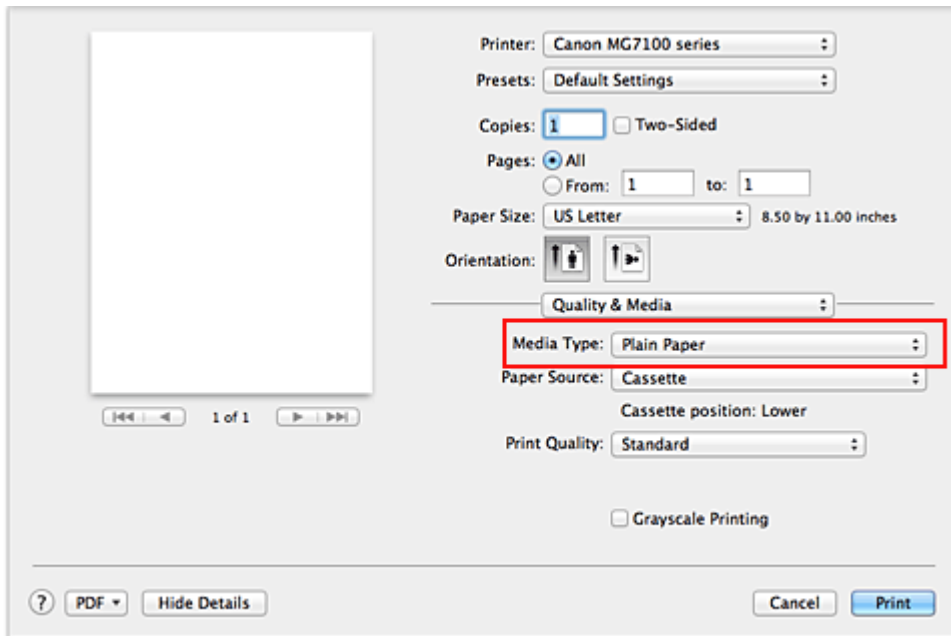 Printer: Canon MG7100 series
Presets: Default Settings
Copies: 1 Two-Sided
Pages: All
From: 1 to: 1
Paper Size: US Letter 8.50 by 11.00 inches
Orientation:
Quality & Media
Media Type: Plain Paper
Paper Source: Cassette
Cassette position: Lower
1 of 1
Print Quality: Standard
Grayscale Printing
? PDF Hide Details Cancel Print